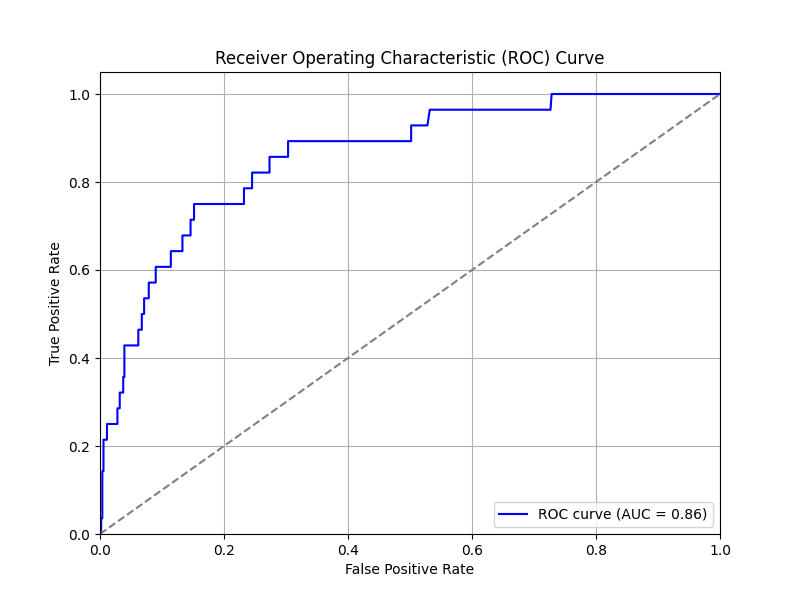 Receiver Operating Characteristic (ROC) Curve
1.0
0.8
0.6
0.4
0.2
0.0
True Positive Rate
ROC curve (AUC = 0.86)
0.0 0.2 0.4 0.6 0.8 1.0
False Positive Rate